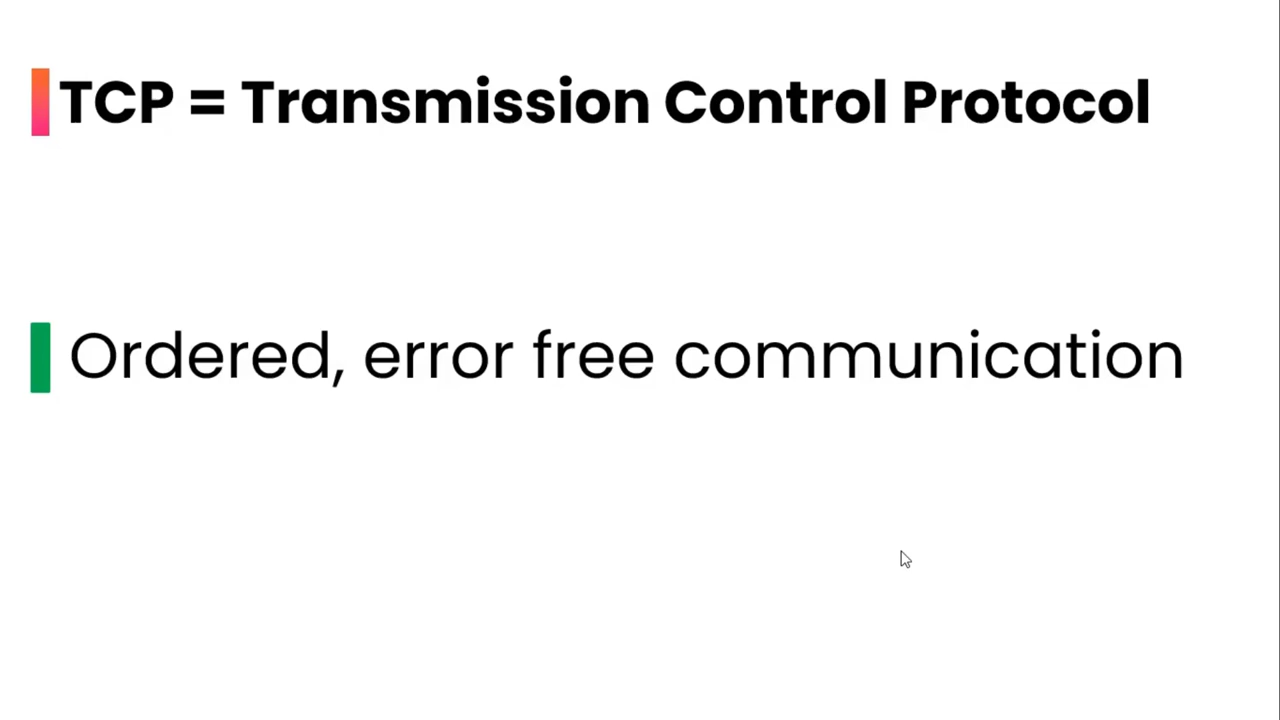 TCP = Transmission Control Protocol
Ordered, error free communication